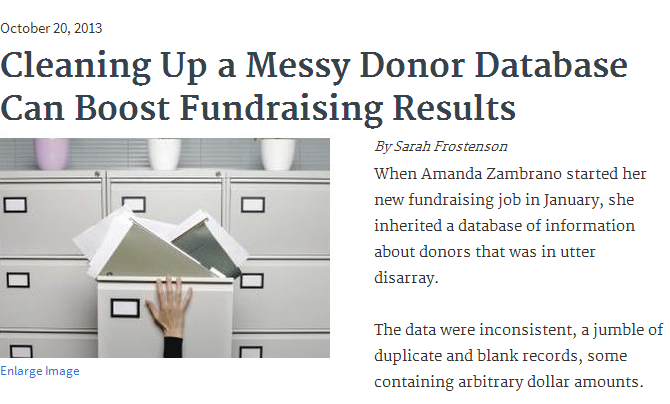 October 20, 2013
Cleaning Up a Messy Donor Database
Can Boost Fundraising Results
By Sarah Frostenson
When Amanda Zambrano started her
new fundraising job in January, she
inherited a database of information
about donors that was in utter
disarray.
The data were inconsistent, a jumble of
duplicate and blank records, some
containing arbitrary dollar amounts.
Enlarge Image